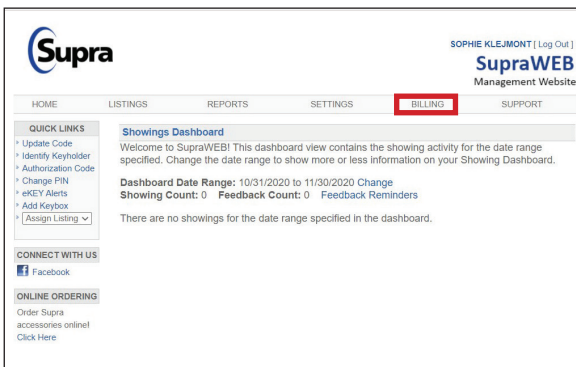 Supra
SOPHIE KLEJMONT [ Log Out ]
SupraWEB
Management Website
HOME LISTINGS REPORTS SETTINGS BILLING SUPPORT
QUICK LINKS
Update Code
Identify Keyholder
Authorization Code
Change PIN
eKEY Alerts
Add Keybox
Assign Listing
CONNECT WITH US
Facebook
ONLINE ORDERING
Order Supra
accessories online!
Click Here
Showings Dashboard
Welcome to SupraWEB! This dashboard view contains the showing activity for the date range
specified. Change the date range to show more or less information on your Showing Dashboard.
Dashboard Date Range: 10/31/2020 to 11/30/2020 Change
Showing Count: 0 Feedback Count: 0 Feedback Reminders
There are no showings for the date range specified in the dashboard.